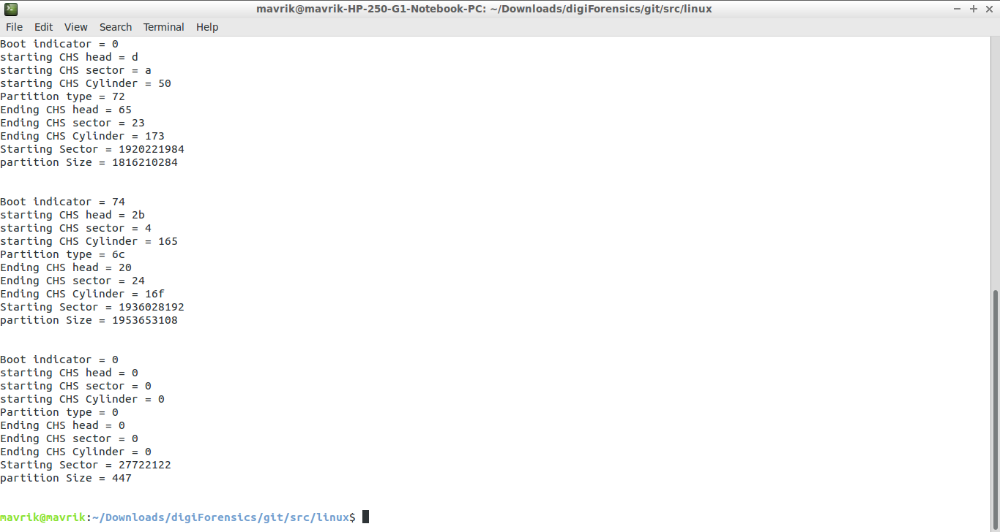 mavrik@mavrik-HP-250-G1-Notebook-PC: ~/Downloads/digiForensics/git/src/linux
File Edit View Search Terminal Help
Boot indicator = 0
starting CHS head = d
starting CHS sector = a
starting CHS Cylinder = 50
Partition type = 72
Ending CHS head = 65
Ending CHS sector = 23
Ending CHS Cylinder = 173
Starting Sector = 1920221984
partition Size = 1816210284
Boot indicator = 74
starting CHS head = 2b
starting CHS sector = 4
starting CHS Cylinder = 165
Partition type = 6c
Ending CHS head = 20
Ending CHS sector = 24
Ending CHS Cylinder = 16f
Starting Sector = 1936028192
partition Size = 1953653108
Boot indicator = 0
starting CHS head = 0
starting CHS sector = 0
starting CHS Cylinder = 0
Partition type = 0
Ending CHS head = 0
Ending CHS sector = 0
Ending CHS Cylinder = 0
Starting Sector = 27722122
partition Size = 447
mavrik@mavrik:~/Downloads/digiForensics/git/src/linux$